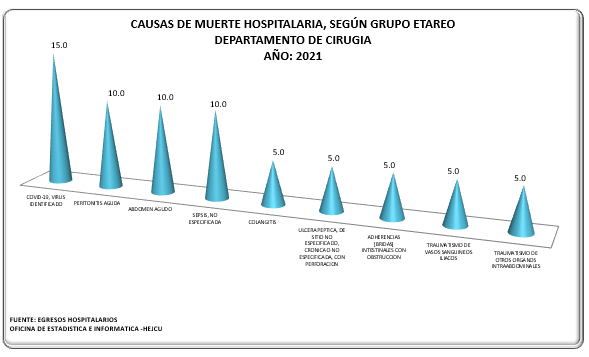 CAUSAS DE MUERTE HOSPITALARIA, SEGÚN GRUPO ETAREO
DEPARTAMENTO DE CIRUGIA
AÑO: 2021
15.0
10.0
10.0
10.0
5.0
5.0
5.0
5.0
5.0
COVID-19, VIRUS
IDENTIFICADO
PERITONITIS AGUDA
ABDOMEN AGUDO
SEPSIS, NO
ESPECIFICADA
COLANGITIS
ULCERA PEPTICA, DE
SITIO NO
ESPECIFICADO,
CRONICA O NO
ESPECIFICADA, CON
PERFORACION
ADHERENCIAS
[BRIDAS]
INTESTINALES CON
OBSTRUCCION
TRAUMATISMO DE
VASOS SANGUINEOS
ILIACOS
TRAUMATISMO DE
OTROS ORGANOS
INTRAABDOMINALES
FUENTE: EGRESOS HOSPITALARIOS
OFICINA DE ESTADISTICA E INFORMATICA -HEJCU